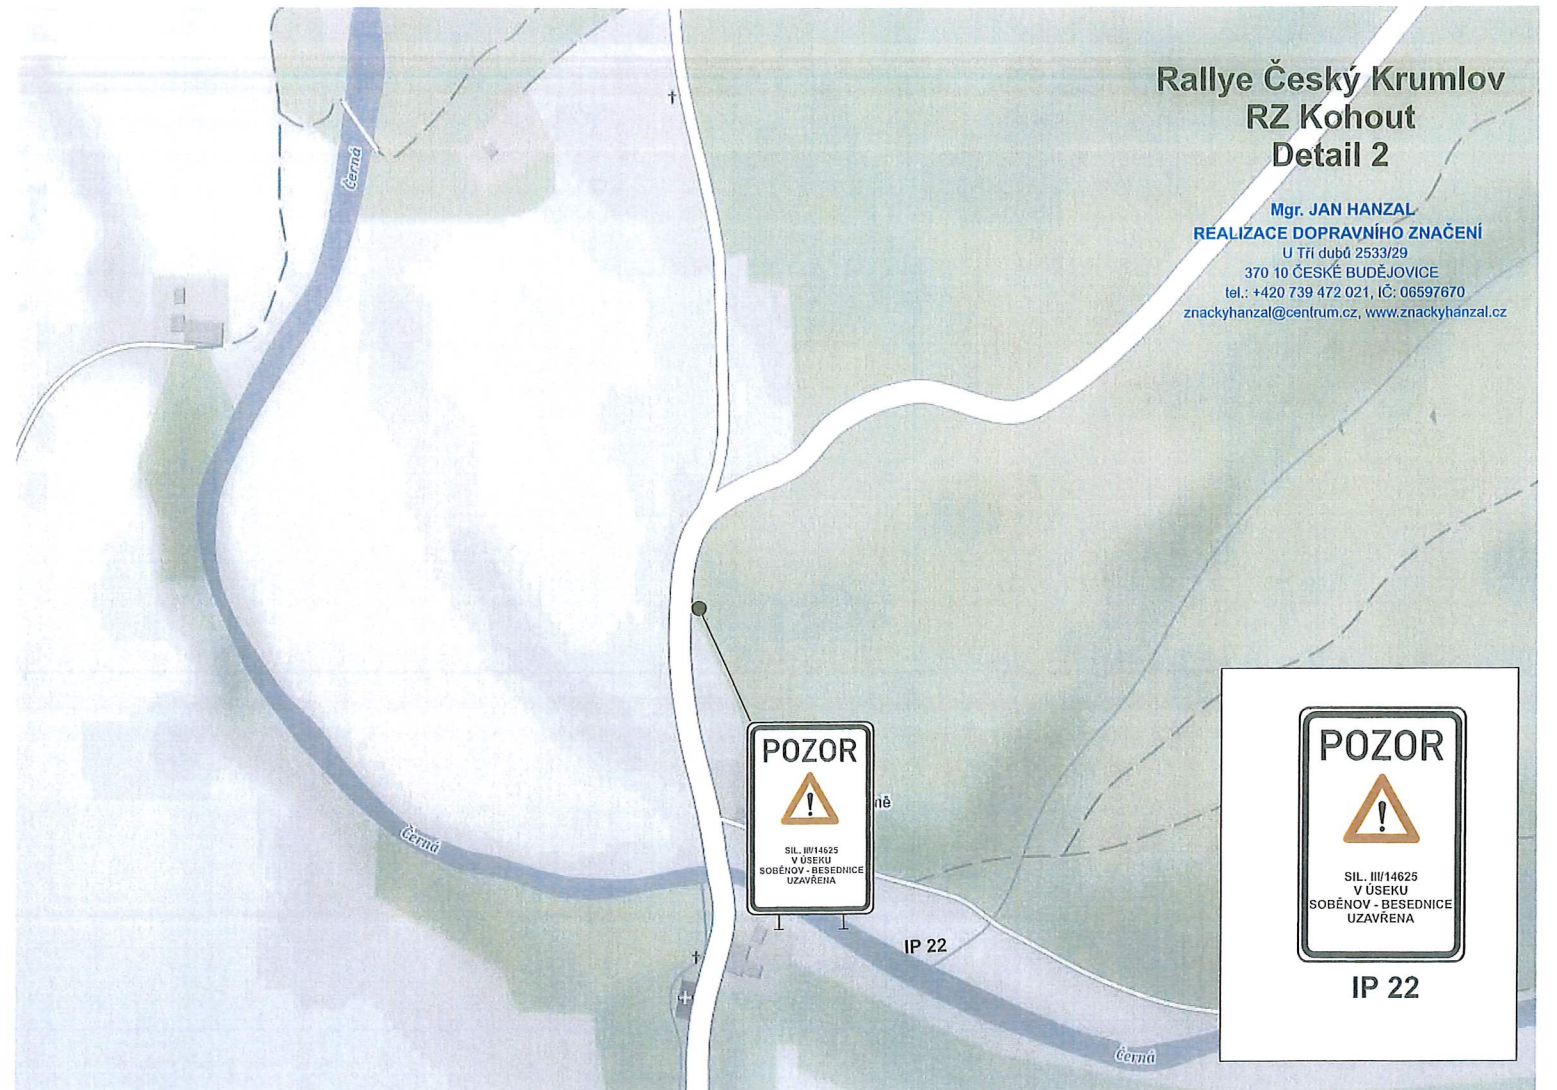 Rallye Český Krumlov
RZ Kohout
Detail 2
Mgr. JAN HANZAL
REALIZACE DOPRAVNÍHO ZNAČENÍ
U Tří dubů 2533/29
370 10 ČESKÉ BUDĚJOVICE
tel.: +420 739 472 021, IČ: 06597670
znackyhanzal@centrum.cz, www.znackyhanzal.cz
Černá
POZOR
!
SIL. III/14625
V ÚSEKU
SOBĚNOV - BESEDNICE
UZAVŘENA
Černá
IP 22
Černá
POZOR
!
SIL. III/14625
V ÚSEKU
SOBĚNOV - BESEDNICE
UZAVŘENA
IP 22